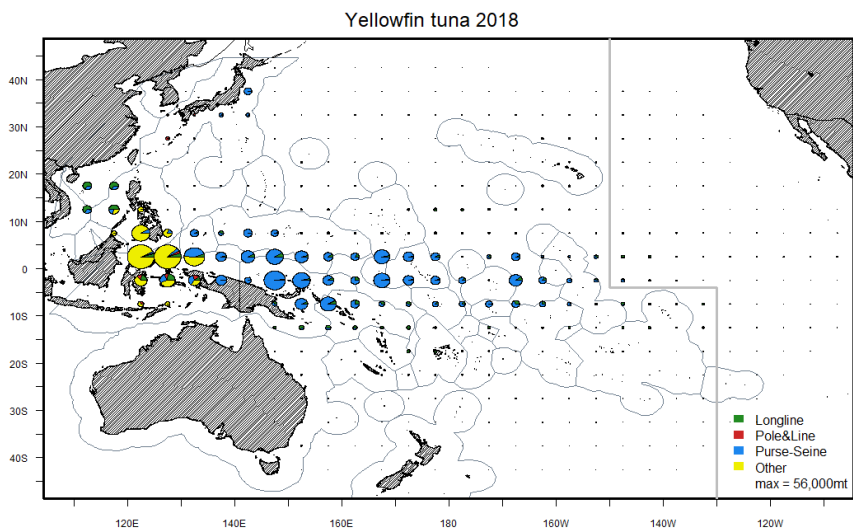 Yellowfin tuna 2018
40N
30N
20N
10N
0
10S
20S
30S
40S
Longline
Pole&Line
Purse-Seine
Other
max = 56,000mt
120E
140E
160E
180
160W
140W
120W